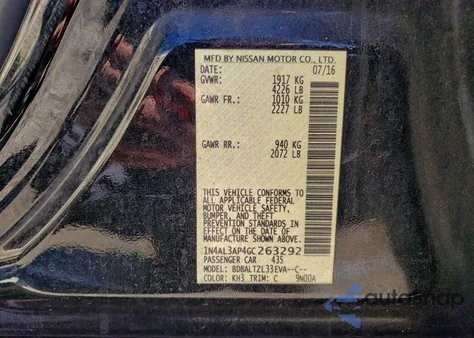 MFD BY NISSAN MOTOR CO., LTD.
DATE: 07/16
GVWR: 1917 KG
4226 LB
GAWR FR: 1010 KG
2227 LB
GAWR RR: 940 KG
2072 LB
THIS VEHICLE CONFORMS TO
ALL APPLICABLE FEDERAL
MOTOR VEHICLE SAFETY,
BUMPER, AND THEFT
PREVENTION STANDARDS IN
EFFECT ON THE DATE OF
MANUFACTURE SHOWN ABOVE.
1N4AL3AP4GC263292
PASSENGER CAR 435
MODEL: BDBALTZL33EVA--C--
COLOR: KH3 TRIM: C 9N00A
autosnap